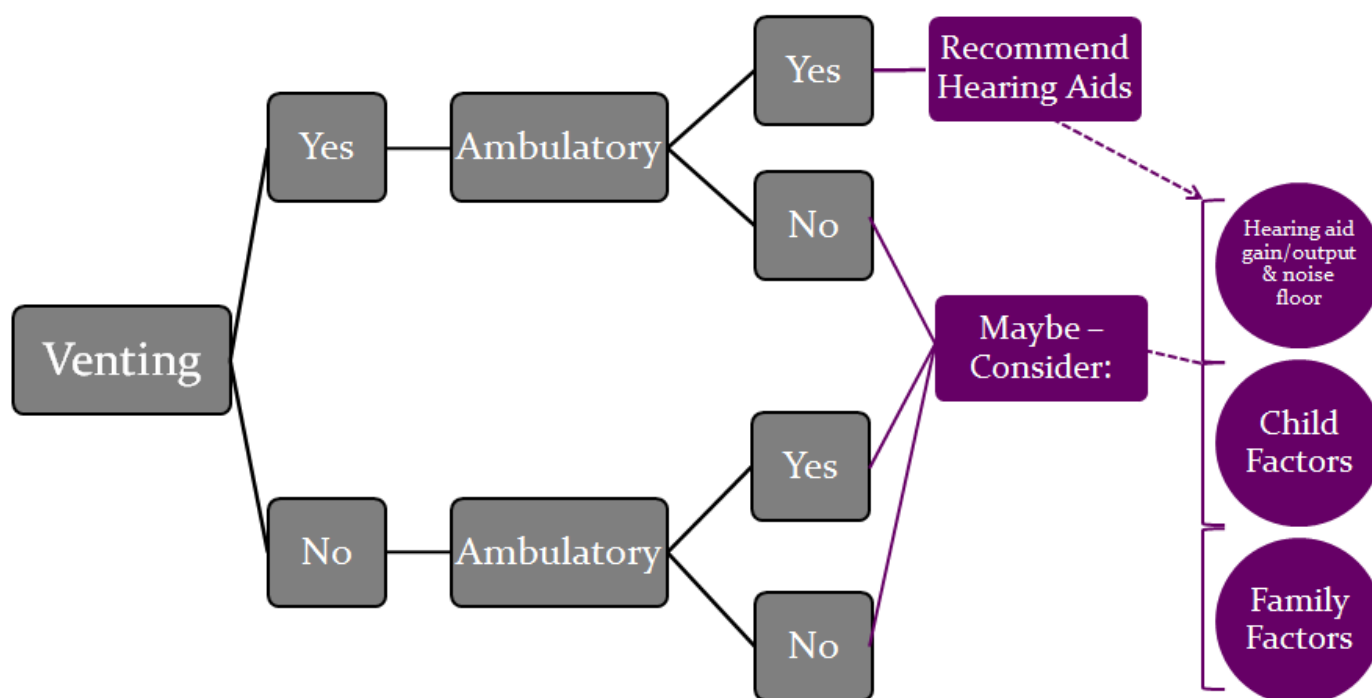 Venting
Yes
Ambulatory
Yes
Recommend
Hearing Aids
No
Maybe –
Consider:
No
Ambulatory
Yes
No
Hearing aid
gain/output
& noise
floor
Child
Factors
Family
Factors